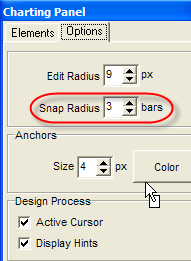 Charting Panel
Elements Options
Edit Radius 9 px
Snap Radius 3 bars
Anchors
Size 4 px Color
Design Process
Active Cursor
Display Hints